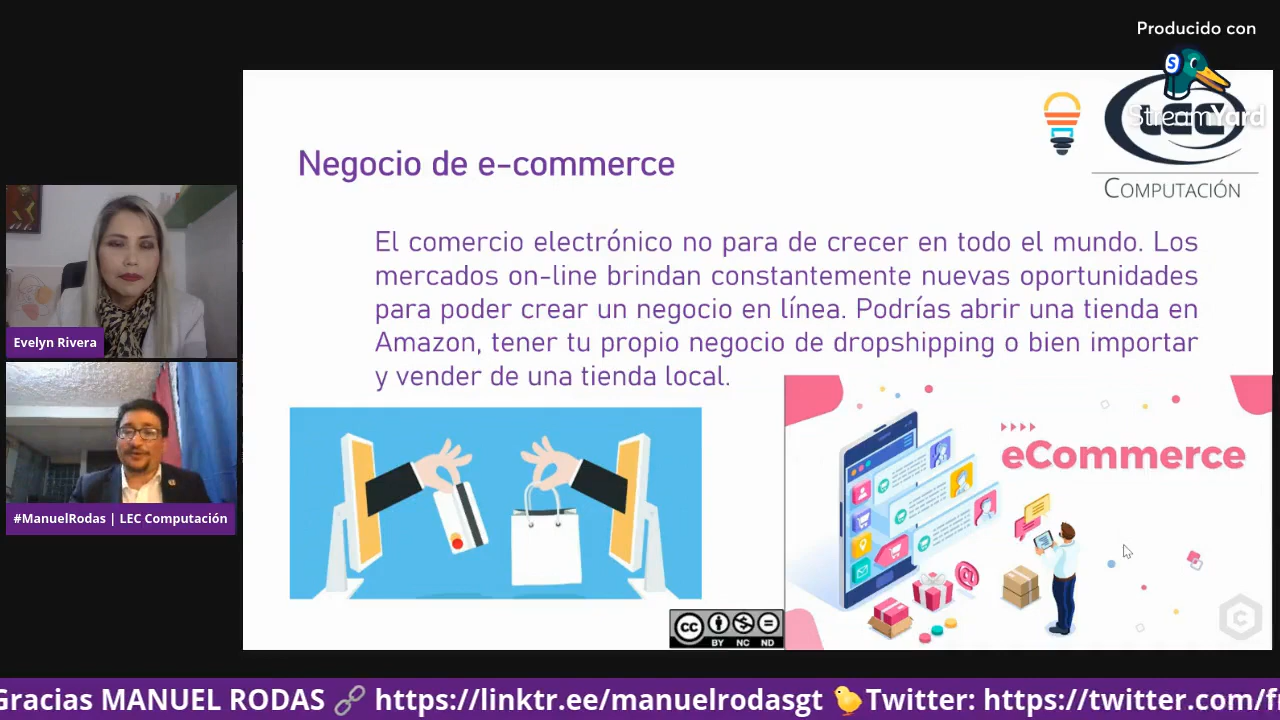 Producido con
StreamYard
LEC
COMPUTACIÓN
Negocio de e-commerce
El comercio electrónico no para de crecer en todo el mundo. Los
mercados on-line brindan constantemente nuevas oportunidades
para poder crear un negocio en línea. Podrías abrir una tienda en
Amazon, tener tu propio negocio de dropshipping o bien importar
y vender de una tienda local.
Evelyn Rivera
#ManuelRodas | LEC Computación
eCommerce
CC BY NC ND
Gracias MANUEL RODAS 🔗 https://linktr.ee/manuelrodasgt 🐤Twitter: https://twitter.com/f